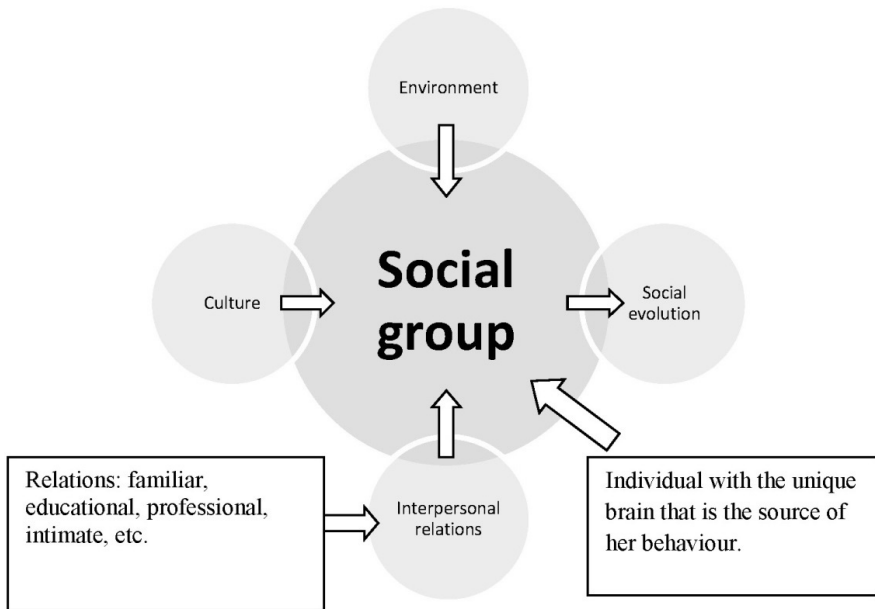 Environment
Social
group
Culture
Social
evolution
Relations: familiar,
educational, professional,
intimate, etc.
Interpersonal
relations
Individual with the unique
brain that is the source of
her behaviour.